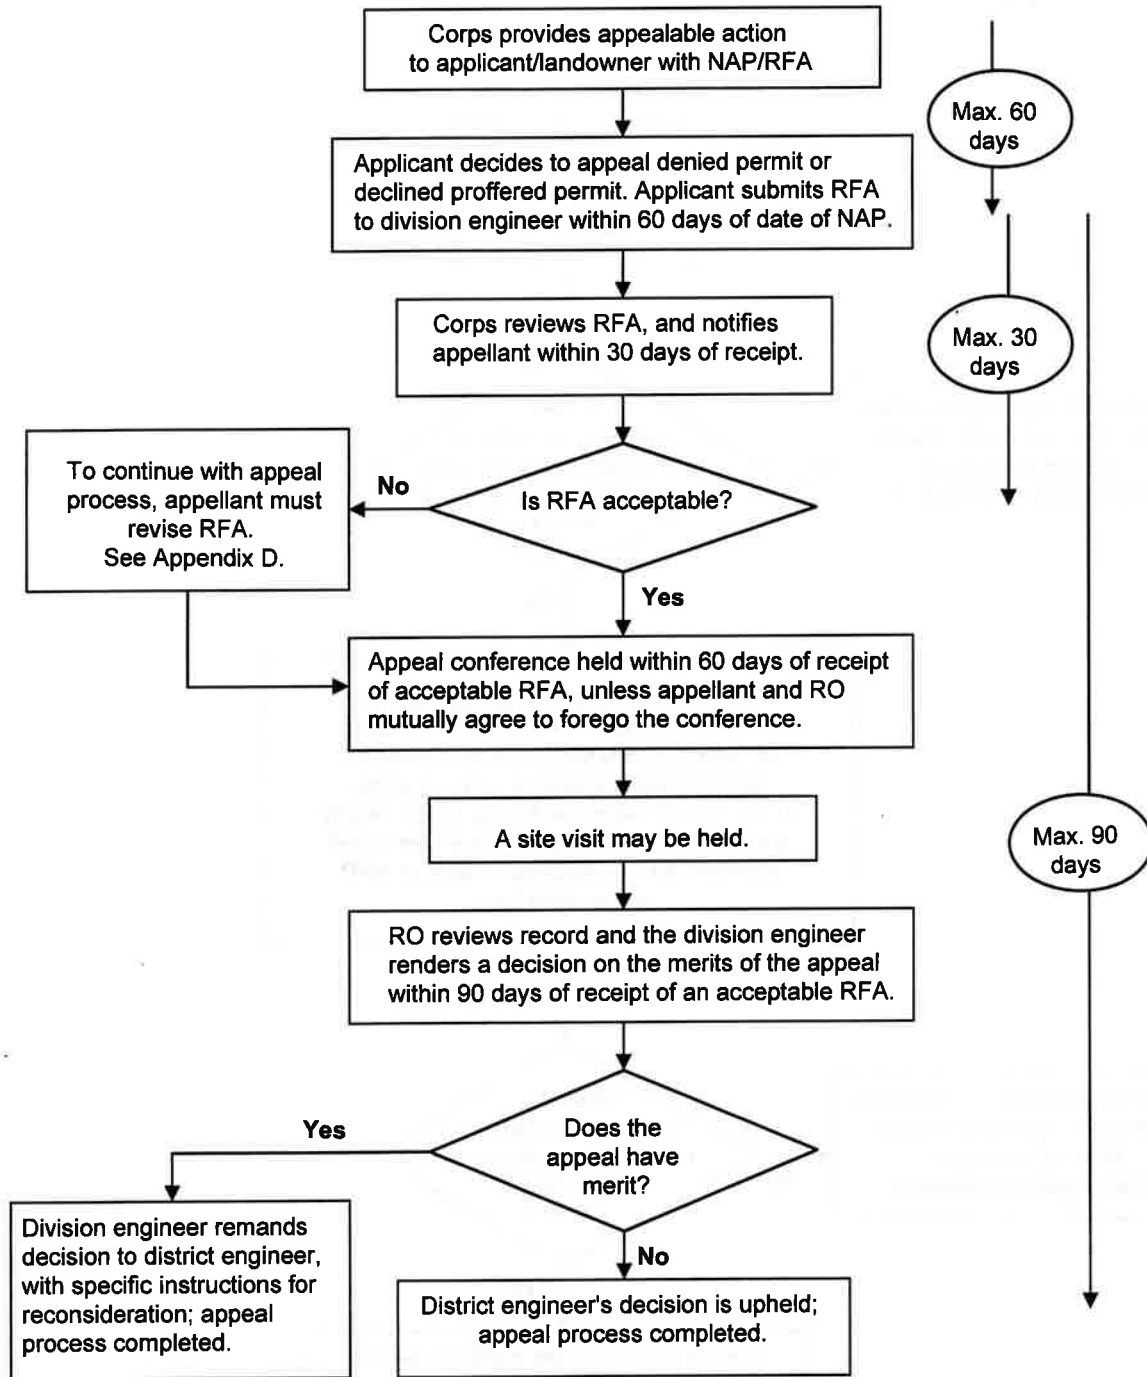 Corps provides appealable action
to applicant/landowner with NAP/RFA
Max. 60
days
Applicant decides to appeal denied permit or
declined proffered permit. Applicant submits RFA
to division engineer within 60 days of date of NAP.
Corps reviews RFA, and notifies
appellant within 30 days of receipt.
Max. 30
days
To continue with appeal
process, appellant must
revise RFA.
See Appendix D.
No
Is RFA acceptable?
Yes
Appeal conference held within 60 days of receipt
of acceptable RFA, unless appellant and RO
mutually agree to forego the conference.
A site visit may be held.
Max. 90
days
RO reviews record and the division engineer
renders a decision on the merits of the appeal
within 90 days of receipt of an acceptable RFA.
Yes
Does the
appeal have
merit?
No
Division engineer remands
decision to district engineer,
with specific instructions for
reconsideration; appeal
process completed.
District engineer's decision is upheld;
appeal process completed.